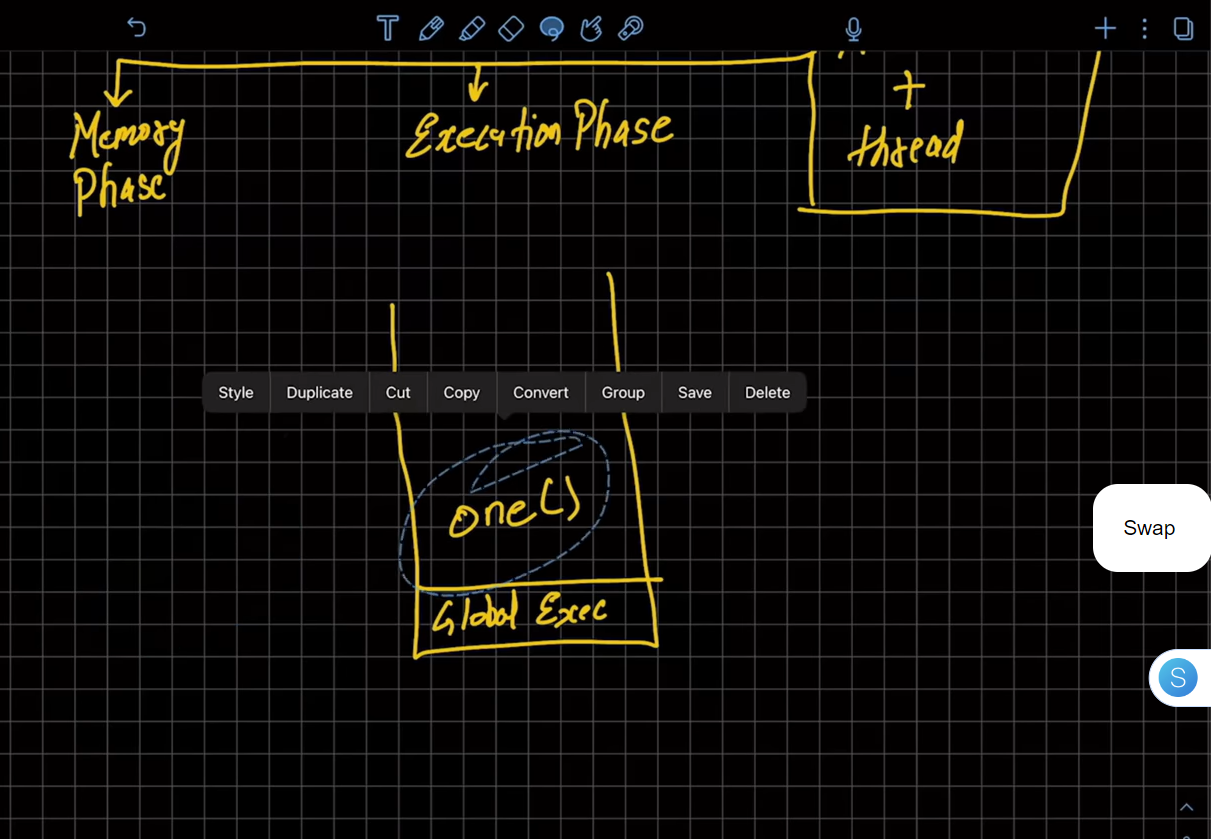 +
thread
Memory
Phase
Execution Phase
Style Duplicate Cut Copy Convert Group Save Delete
one()
Global Exec
Swap
S